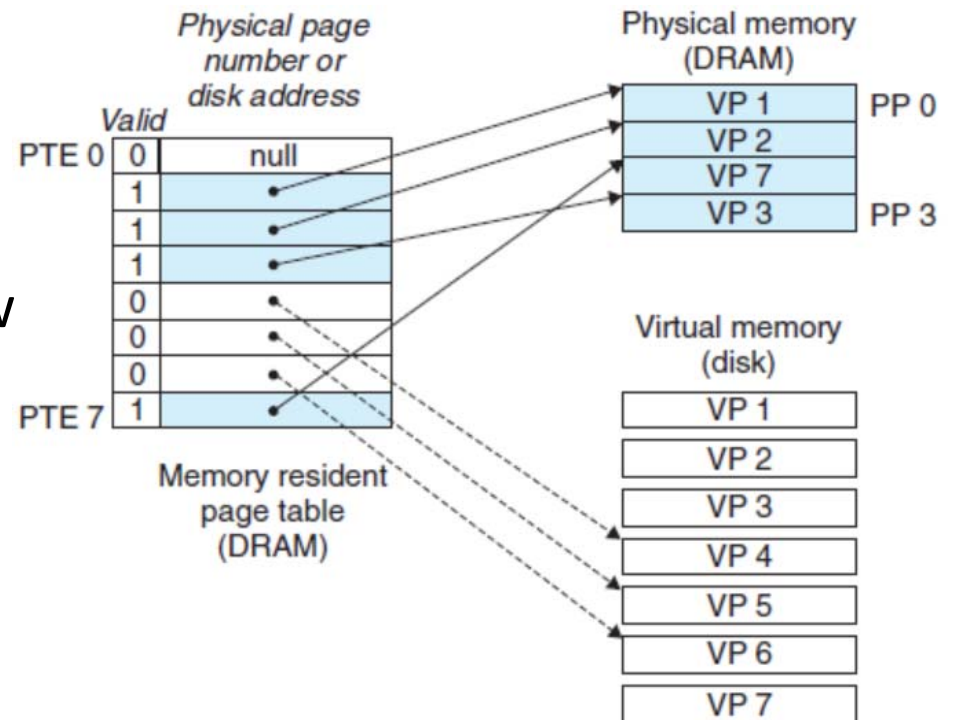 Physical page
number or
disk address
Valid
PTE 0 0 null
1
1
1
0
0
0
PTE 7 1
Memory resident
page table
(DRAM)
Physical memory
(DRAM)
VP 1 PP 0
VP 2
VP 7
VP 3 PP 3
Virtual memory
(disk)
VP 1
VP 2
VP 3
VP 4
VP 5
VP 6
VP 7